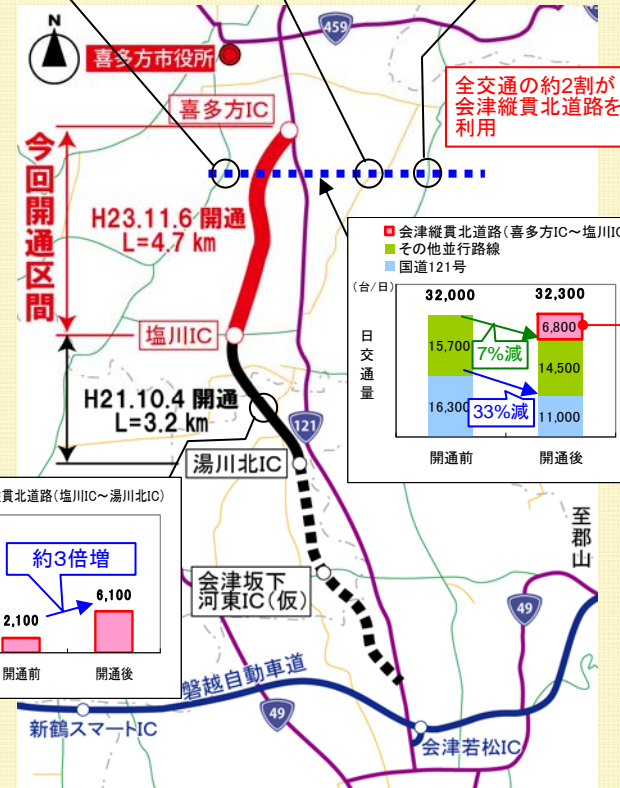 N
459
喜多方市役所
全交通の約2割が
会津縦貫北道路を
利用
喜多方IC
今回開通区間
H23.11.6 開通
L=4.7 km
会津縦貫北道路(喜多方IC～塩川IC
その他並行路線
国道121号
(台/日)
32,000
32,300
6,800
15,700
7%減
14,500
日交通量
16,300
33%減
11,000
開通前
開通後
塩川IC
H21.10.4 開通
L=3.2 km
121
湯川北IC
貫北道路(塩川IC～湯川北IC)
約3倍増
2,100
6,100
開通前
開通後
会津坂下
河東IC(仮)
至郡山
49
磐越自動車道
49
新鶴スマートIC
会津若松IC